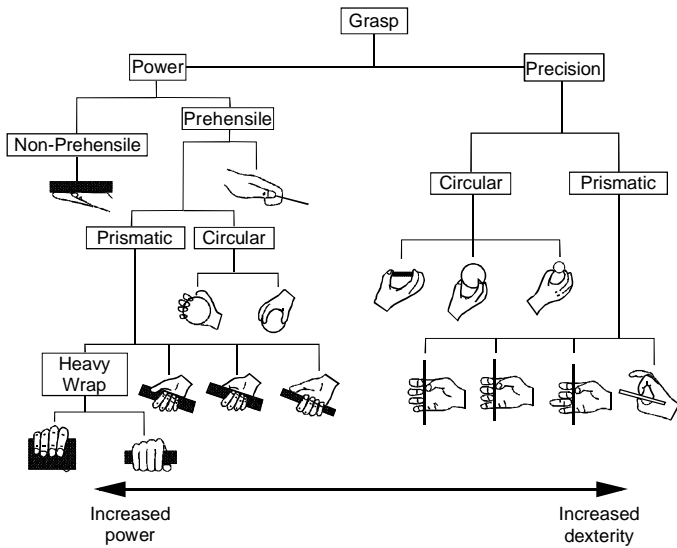 Grasp
Power
Precision
Prehensile
Non-Prehensile
Circular
Prismatic
Prismatic
Circular
Heavy
Wrap
Increased
power
Increased
dexterity